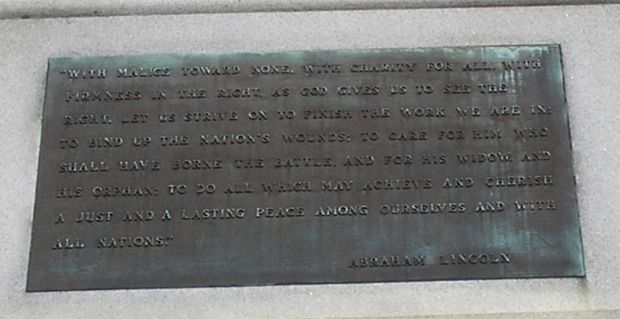 "WITH MALICE TOWARD NONE, WITH CHARITY FOR ALL, WITH
FIRMNESS IN THE RIGHT, AS GOD GIVES US TO SEE THE
RIGHT, LET US STRIVE ON TO FINISH THE WORK WE ARE IN;
TO BIND UP THE NATION'S WOUNDS; TO CARE FOR HIM WHO
SHALL HAVE BORNE THE BATTLE, AND FOR HIS WIDOW AND
HIS ORPHAN; TO DO ALL WHICH MAY ACHIEVE AND CHERISH
A JUST AND A LASTING PEACE AMONG OURSELVES AND WITH
ALL NATIONS."
ABRAHAM LINCOLN